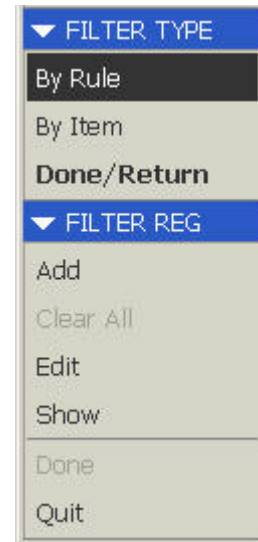 FILTER TYPE
By Rule
By Item
Done/Return
FILTER REG
Add
Clear All
Edit
Show
Done
Quit